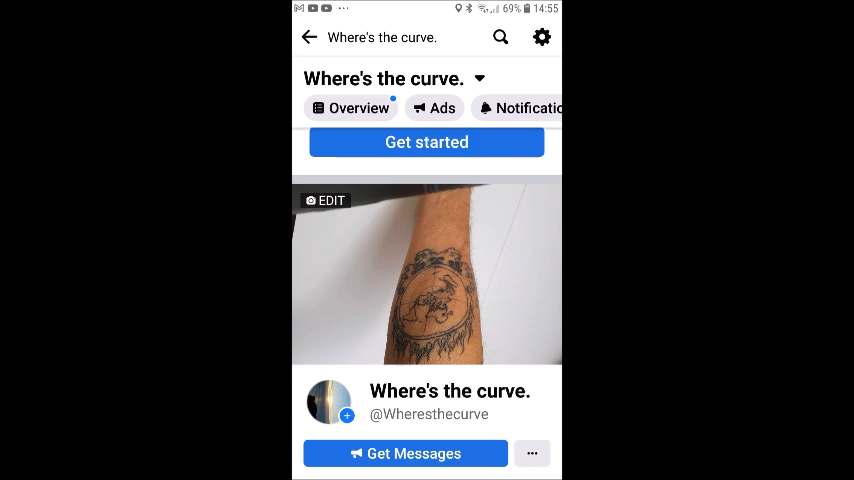 69% 14:55
Where's the curve.
Where's the curve.
Overview Ads Notificatio
Get started
EDIT
Where's the curve.
@Wheresthecurve
Get Messages